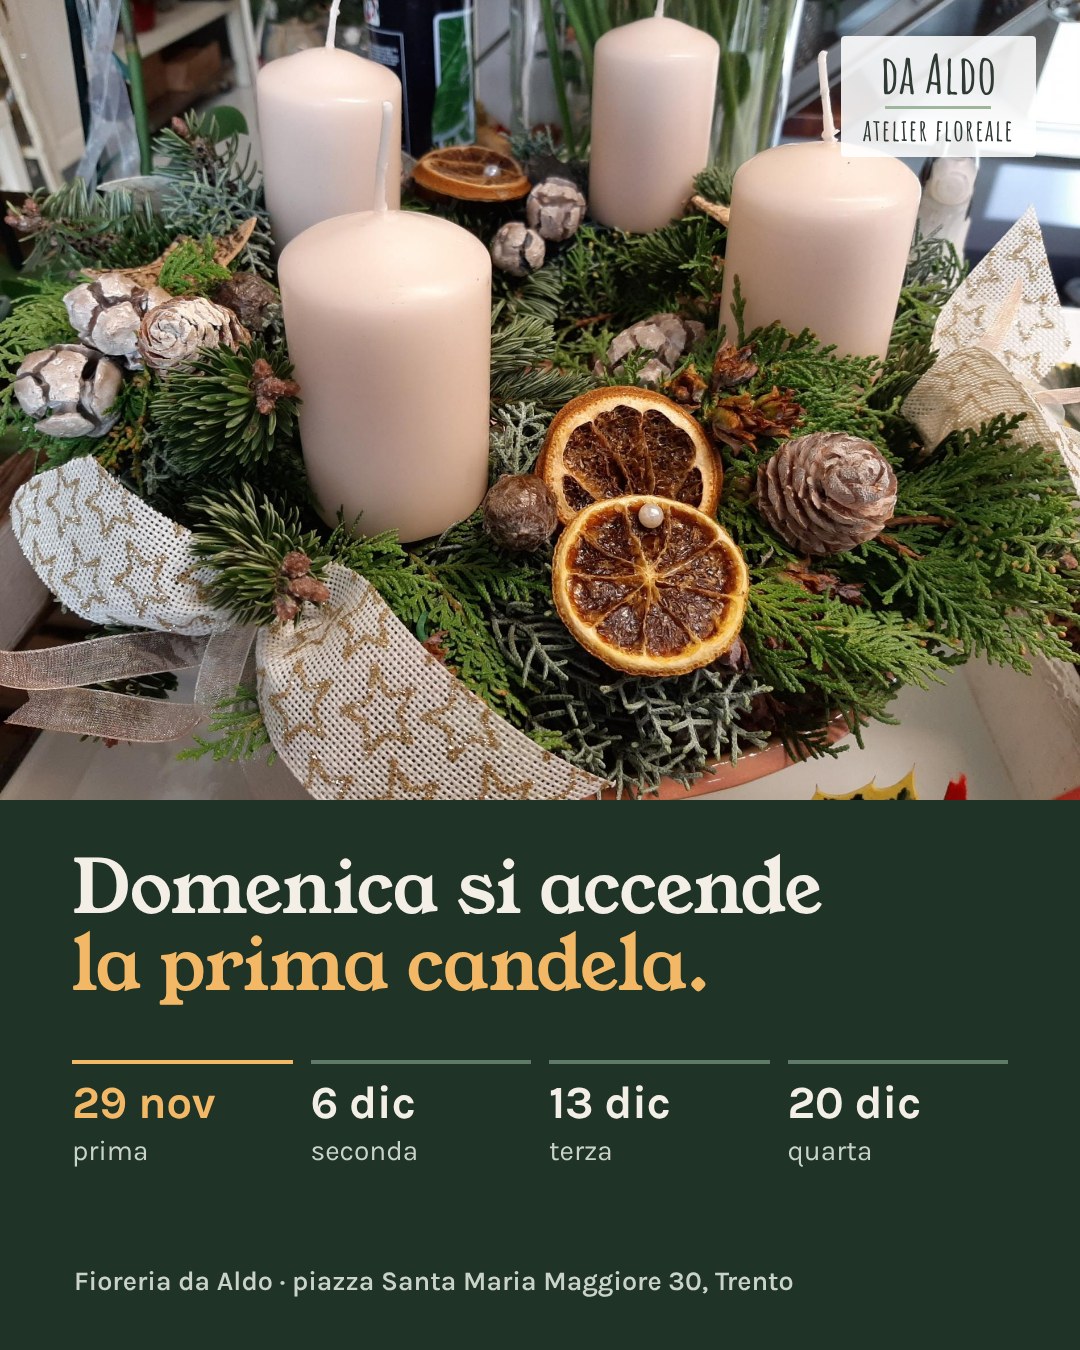 DA ALDO
ATELIER FLOREALE
Domenica si accende
la prima candela.
29 nov
prima
6 dic
seconda
13 dic
terza
20 dic
quarta
Fioreria da Aldo · piazza Santa Maria Maggiore 30, Trento